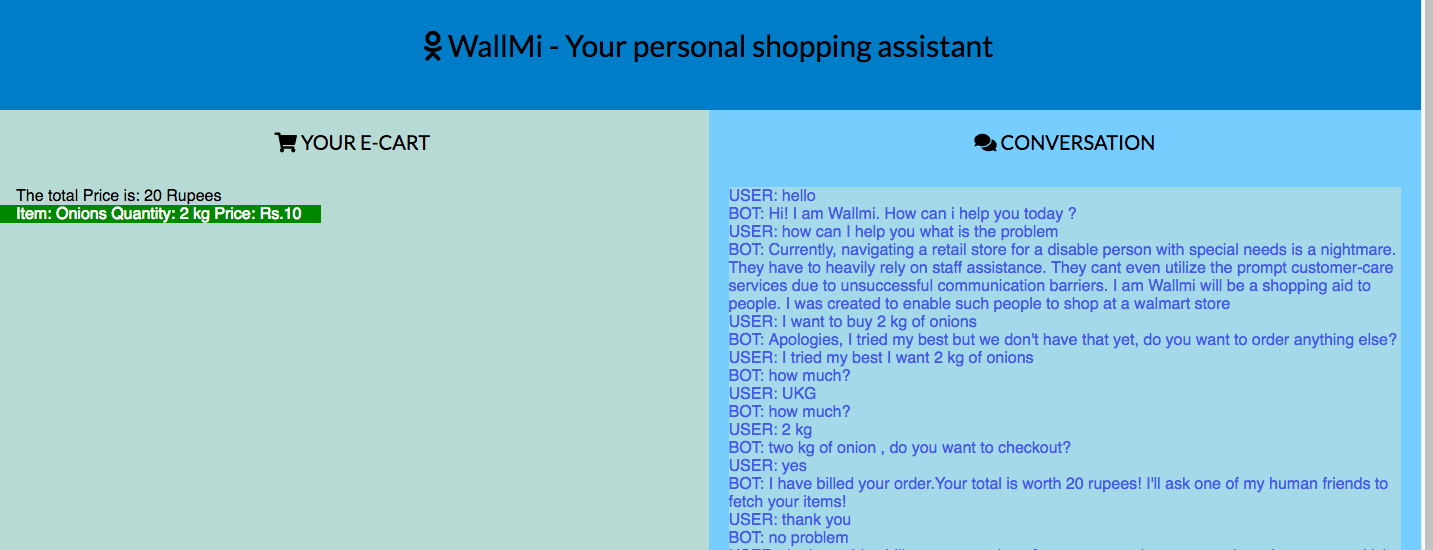 WallMi - Your personal shopping assistant
YOUR E-CART
The total Price is: 20 Rupees
Item: Onions Quantity: 2 kg Price: Rs.10
CONVERSATION
USER: hello
BOT: Hi! I am Wallmi. How can i help you today ?
USER: how can I help you what is the problem
BOT: Currently, navigating a retail store for a disable person with special needs is a nightmare.
They have to heavily rely on staff assistance. They cant even utilize the prompt customer-care
services due to unsuccessful communication barriers. I am Wallmi will be a shopping aid to
people. I was created to enable such people to shop at a walmart store
USER: I want to buy 2 kg of onions
BOT: Apologies, I tried my best but we don't have that yet, do you want to order anything else?
USER: I tried my best I want 2 kg of onions
BOT: how much?
USER: UKG
BOT: how much?
USER: 2 kg
BOT: two kg of onion , do you want to checkout?
USER: yes
BOT: I have billed your order.Your total is worth 20 rupees! I'll ask one of my human friends to
fetch your items!
USER: thank you
BOT: no problem